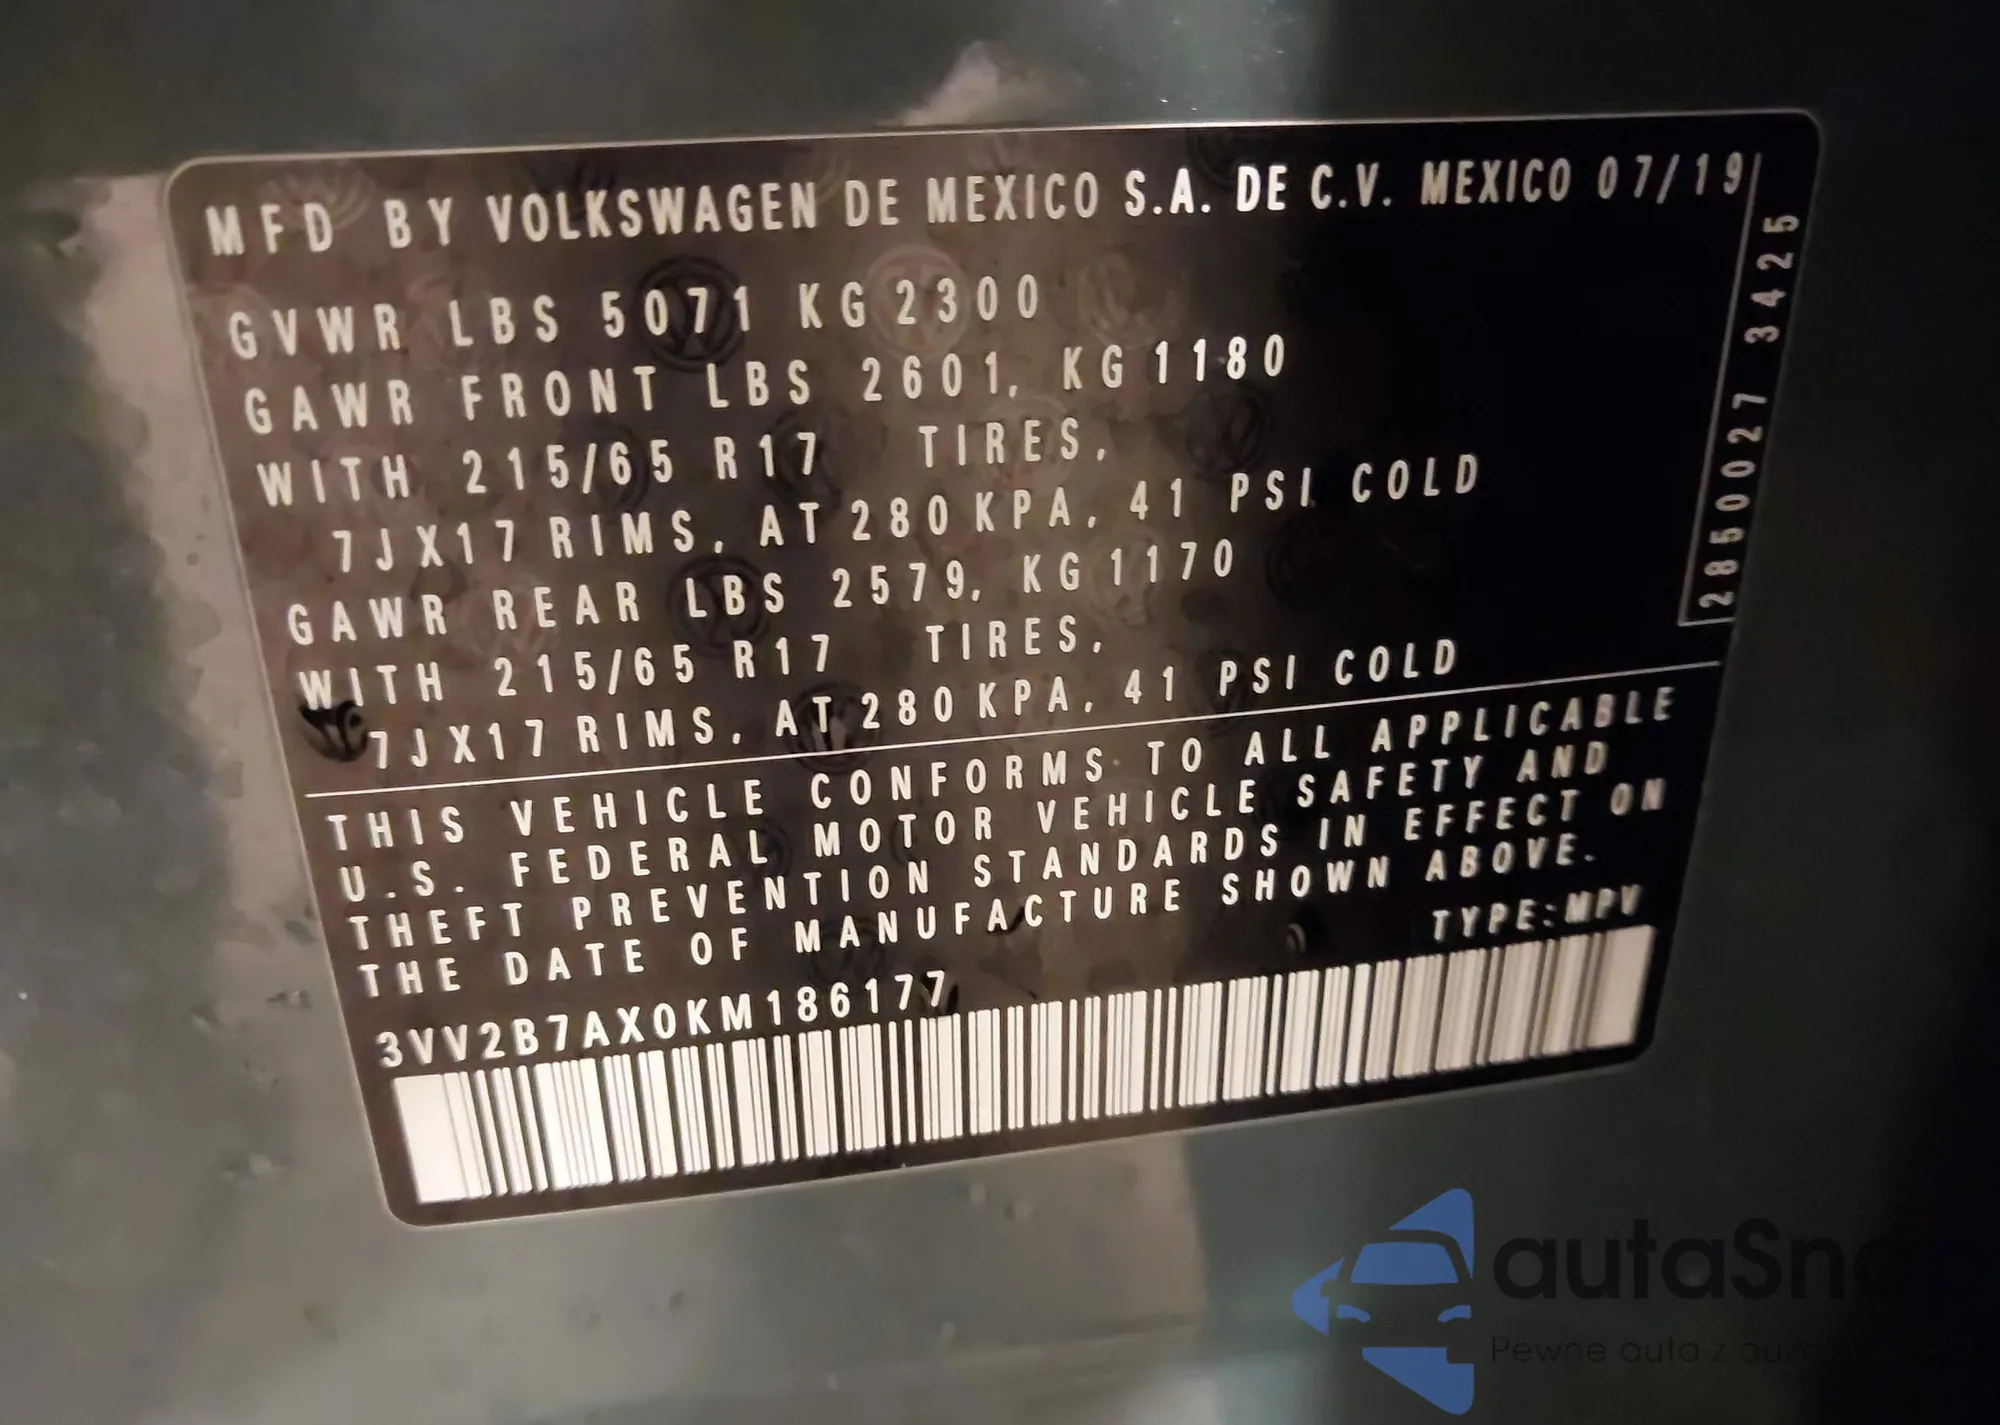 MFD BY VOLKSWAGEN DE MEXICO S.A. DE C.V. MEXICO 07/19
GVWR LBS 5071 KG 2300
GAWR FRONT LBS 2601, KG 1180
WITH 215/65 R17 TIRES,
7JX17 RIMS, AT 280 KPA, 41 PSI COLD
GAWR REAR LBS 2579, KG 1170
WITH 215/65 R17 TIRES,
7JX17 RIMS, AT 280 KPA, 41 PSI COLD
2850027 3425
THIS VEHICLE CONFORMS TO ALL APPLICABLE
U.S. FEDERAL MOTOR VEHICLE SAFETY AND
THEFT PREVENTION STANDARDS IN EFFECT ON
THE DATE OF MANUFACTURE SHOWN ABOVE.
TYPE:MPV
3VV2B7AX0KM186177
Pewne auta z